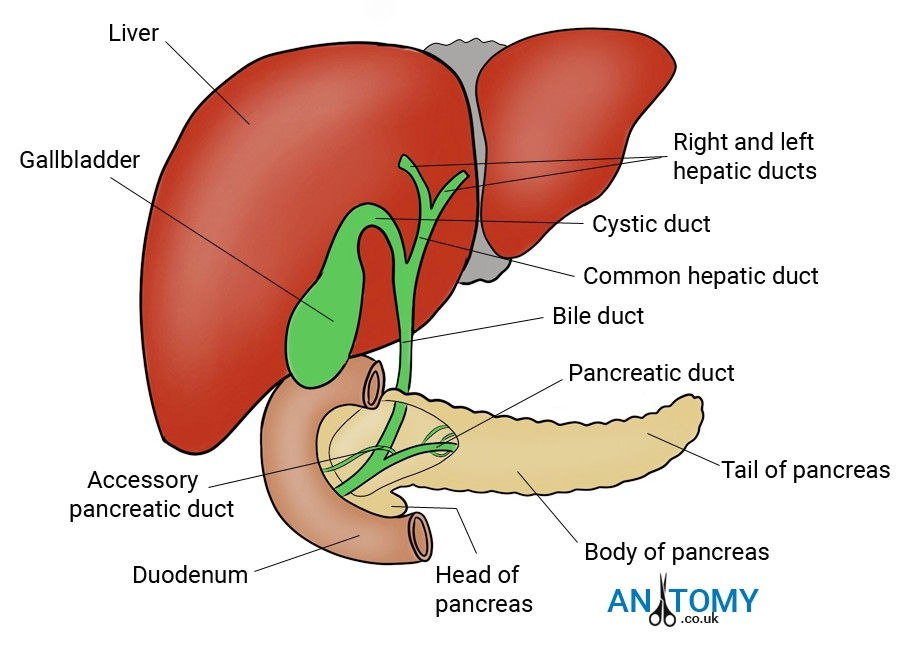 Liver
Gallbladder
Right and left
hepatic ducts
Cystic duct
Common hepatic duct
Bile duct
Pancreatic duct
Tail of pancreas
Accessory
pancreatic duct
Body of pancreas
Duodenum
Head of
pancreas
ANATOMY
.co.uk